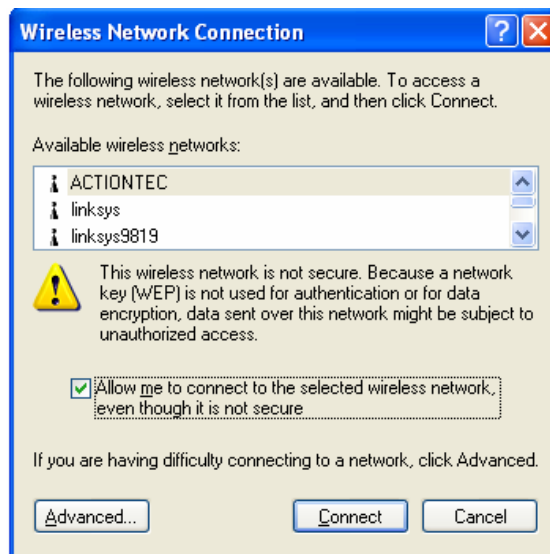 Wireless Network Connection
The following wireless network(s) are available. To access a
wireless network, select it from the list, and then click Connect.
Available wireless networks:
ACTIONTEC
linksys
linksys9819
This wireless network is not secure. Because a network
key (WEP) is not used for authentication or for data
encryption, data sent over this network might be subject to
unauthorized access.
Allow me to connect to the selected wireless network,
even though it is not secure
If you are having difficulty connecting to a network, click Advanced.
Advanced... Connect Cancel